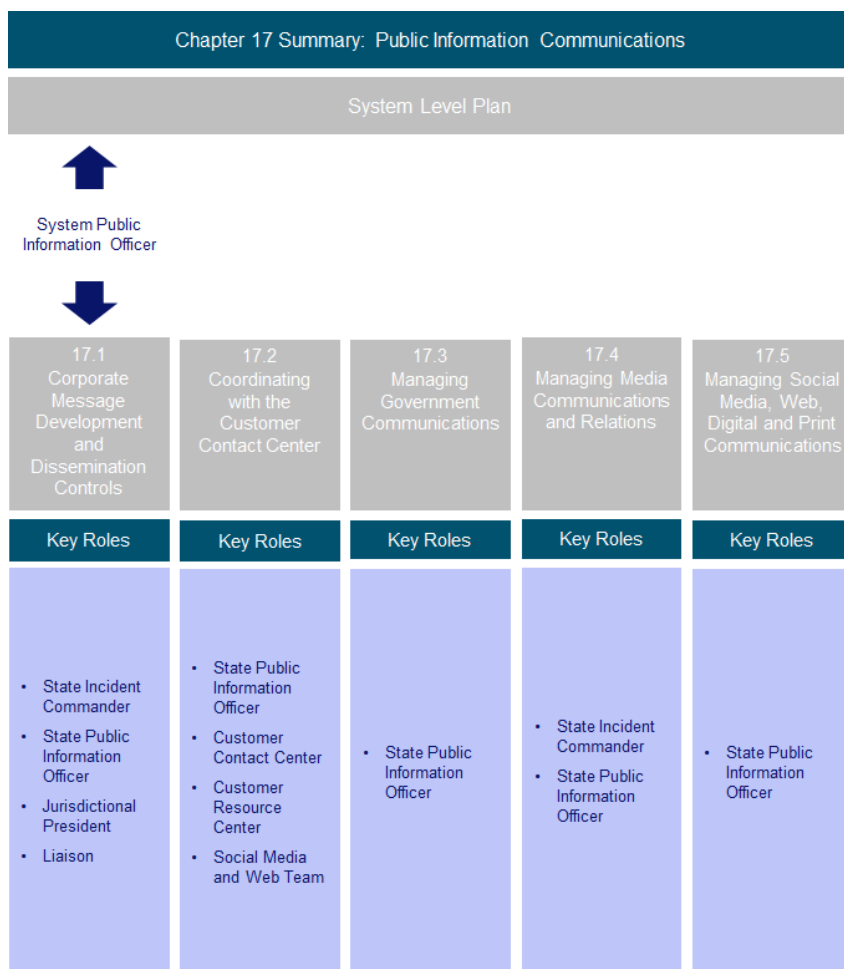 Chapter 17 Summary: Public Information Communications
System Level Plan
System Public
Information Officer
17.1
Corporate
Message
Development
and
Dissemination
Controls
17.2
Coordinating
with the
Customer
Contact Center
17.3
Managing
Government
Communications
17.4
Managing Media
Communications
and Relations
17.5
Managing Social
Media, Web,
Digital and Print
Communications
Key Roles
Key Roles
Key Roles
Key Roles
Key Roles
• State Incident
Commander
• State Public
Information
Officer
• Jurisdictional
President
• Liaison
• State Public
Information
Officer
• Customer
Contact Center
• Customer
Resource
Center
• Social Media
and Web Team
• State Public
Information
Officer
• State Incident
Commander
• State Public
Information
Officer
• State Public
Information
Officer